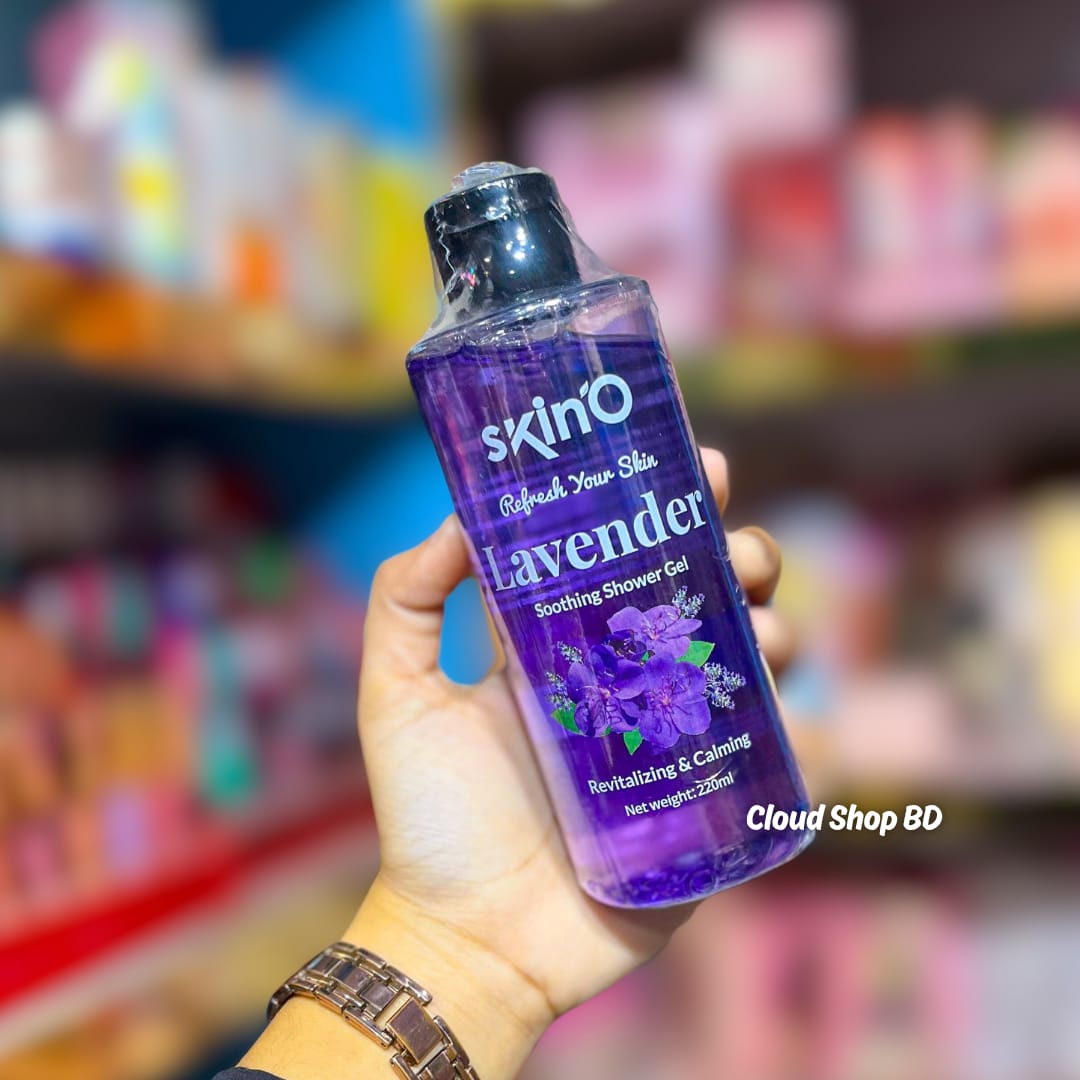 skin'O
Refresh Your Skin
Lavender
Soothing Shower Gel
Revitalizing & Calming
Net weight: 220ml
Cloud Shop BD